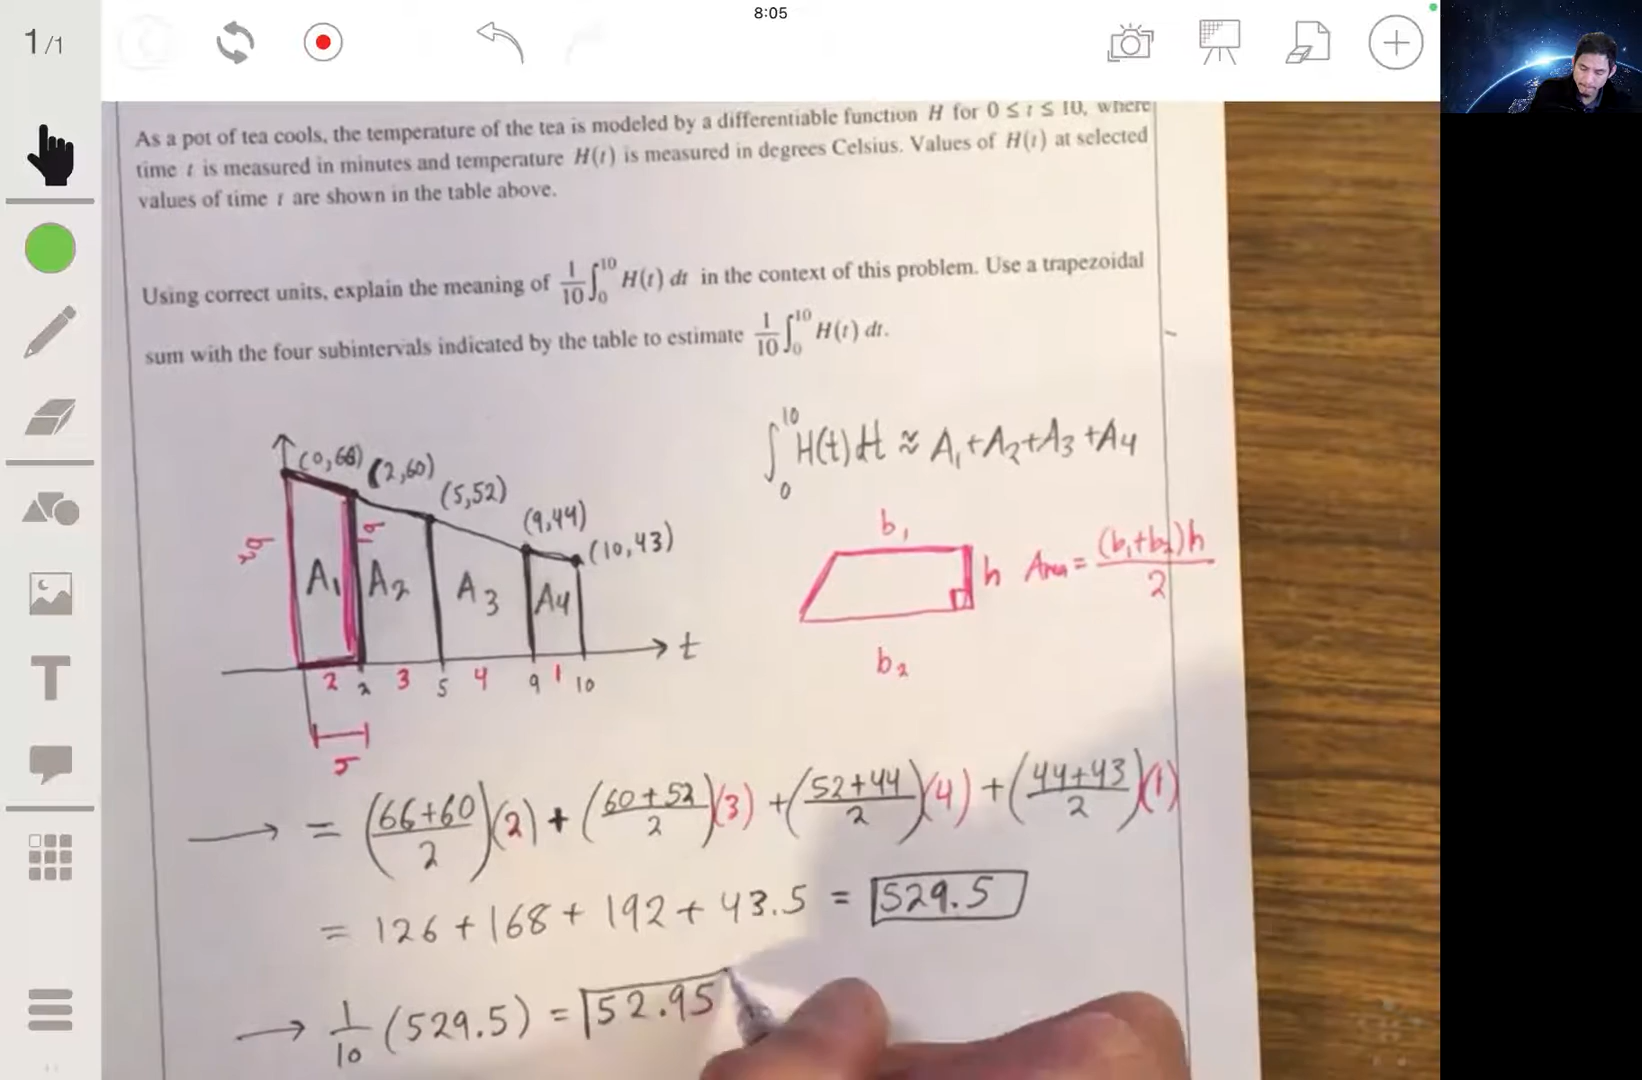 8:05
1/1
As a pot of tea cools, the temperature of the tea is modeled by a differentiable function H for 0 ≤ t ≤ 10, where
time t is measured in minutes and temperature H(t) is measured in degrees Celsius. Values of H(t) at selected
values of time t are shown in the table above.
Using correct units, explain the meaning of 1/10 ∫₀¹⁰ H(t) dt in the context of this problem. Use a trapezoidal
sum with the four subintervals indicated by the table to estimate 1/10 ∫₀¹⁰ H(t) dt.
∫₀¹⁰ H(t)dt ≈ A₁+A₂+A₃+A₄
(0,66) (2,60)
(5,52)
(9,44)
(10,43)
b₂ b₁
A₁ A₂ A₃ A₄
t
2 2 3 5 4 9 1 10
b₁
h Area = (b₁+b₂)h/2
b₂
= (66+60/2)(2) + (60+52/2)(3) + (52+44/2)(4) + (44+43/2)(1)
= 126 + 168 + 192 + 43.5 = 529.5
→ 1/10 (529.5) = 52.95
T